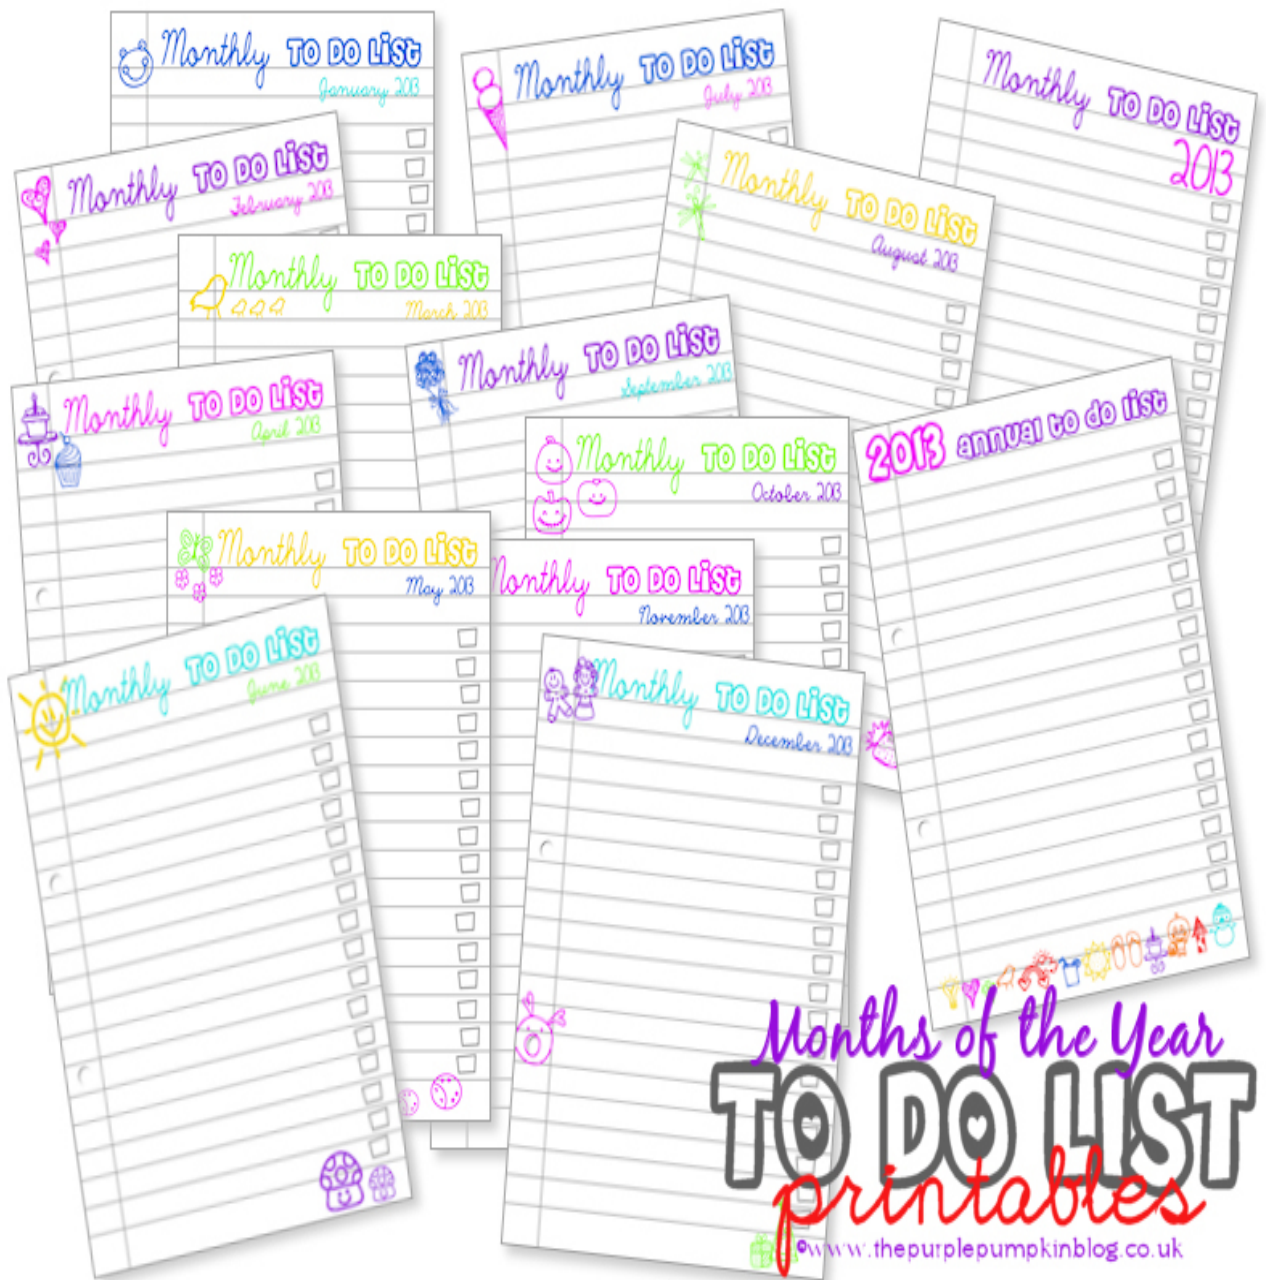 Monthly TO DO LiST
January 2013
Monthly TO DO LiST
July 2013
Monthly TO DO LiST
2013
Monthly TO DO LiST
February 2013
Monthly TO DO LiST
August 2013
Monthly TO DO LiST
March 2013
Monthly TO DO LiST
September 2013
Monthly TO DO LiST
April 2013
2013 annual to do list
Monthly TO DO LiST
October 2013
Monthly TO DO LiST
May 2013
Monthly TO DO LiST
November 2013
Monthly TO DO LiST
June 2013
Monthly TO DO LiST
December 2013
Months of the Year
TO DO LIST
printables
©www.thepurplepumpkinblog.co.uk